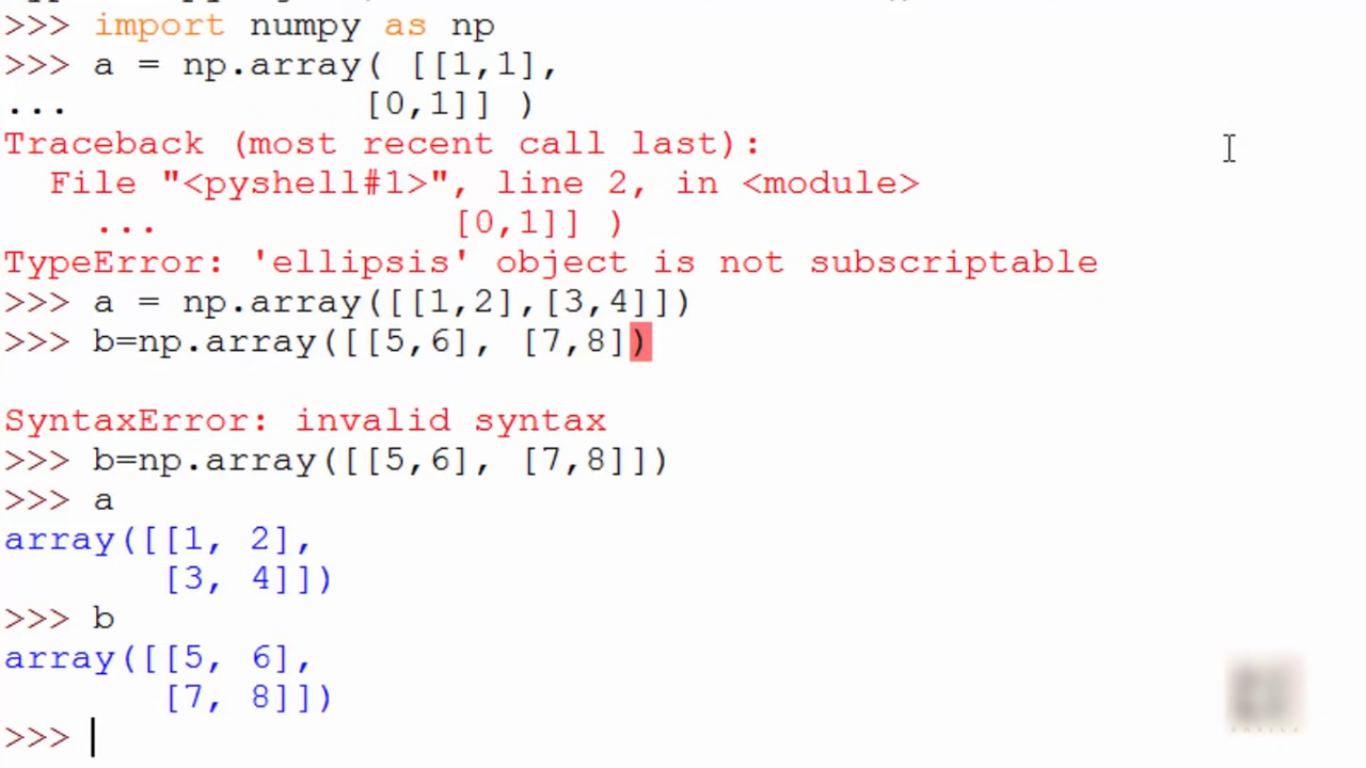 >>> import numpy as np
>>> a = np.array( [[1,1],
...              [0,1]] )
Traceback (most recent call last):
  File "<pyshell#1>", line 2, in <module>
    ...              [0,1]] )
TypeError: 'ellipsis' object is not subscriptable
>>> a = np.array([[1,2],[3,4]])
>>> b=np.array([[5,6], [7,8])
SyntaxError: invalid syntax
>>> b=np.array([[5,6], [7,8]])
>>> a
array([[1, 2],
       [3, 4]])
>>> b
array([[5, 6],
       [7, 8]])
>>>